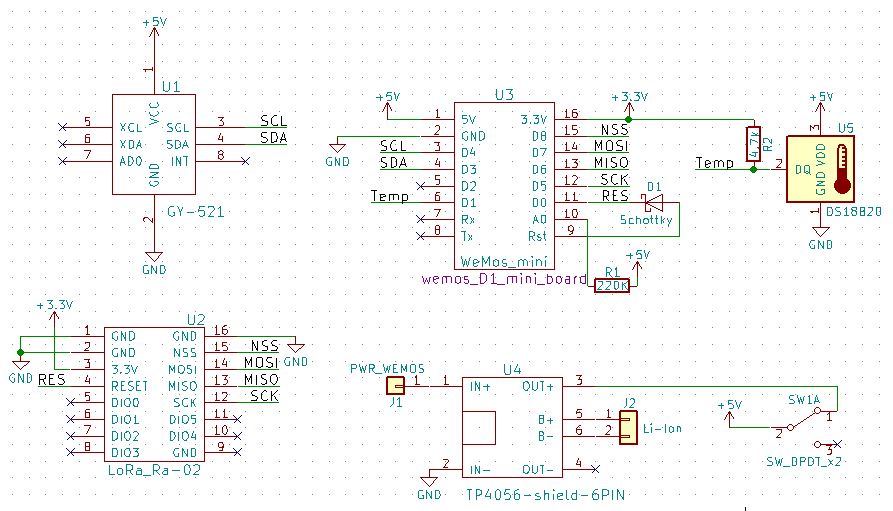 +5V
1
U1
VCC
5 XCL SCL 3 SCL
6 XDA SDA 4 SDA
7 ADO INT 8
GND
2
GY-521
GND
U3
+5V
+3.3V
1 5V 3.3V 16
2 GND D8 15 NSS
GND
SCL 3 D4 D7 14 MOSI
SDA 4 D3 D6 13 MISO
5 D2 D5 12 SCK
Temp 6 D1 D0 11 RES
7 Rx A0 10
8 Tx Rst 9
WeMos_mini
wemos_D1_mini_board
D1
Schottky
R1
220K
+5V
4.7K
R2
+5V
3
U5
Temp
2 DQ
GND VDD
1
DS18B20
GND
+3.3V
U2
1 GND GND 16
2 GND NSS 15 NSS
GND
3 3.3V MOSI 14 MOSI
GND
RES 4 RESET MISO 13 MISO
5 DIO0 SCK 12 SCK
6 DIO1 DIO5 11
7 DIO2 DIO4 10
8 DIO3 GND 9
LoRa_Ra-02
PWR_WEMOS
1
J1
U4
1 IN+ OUT+ 3
B+ 5 1
B- 6 2
J2
Li-Ion
2 IN- OUT- 4
GND
TP4056-shield-6PIN
+5V
SW1A
1
2
3
SW_BPDT_x2